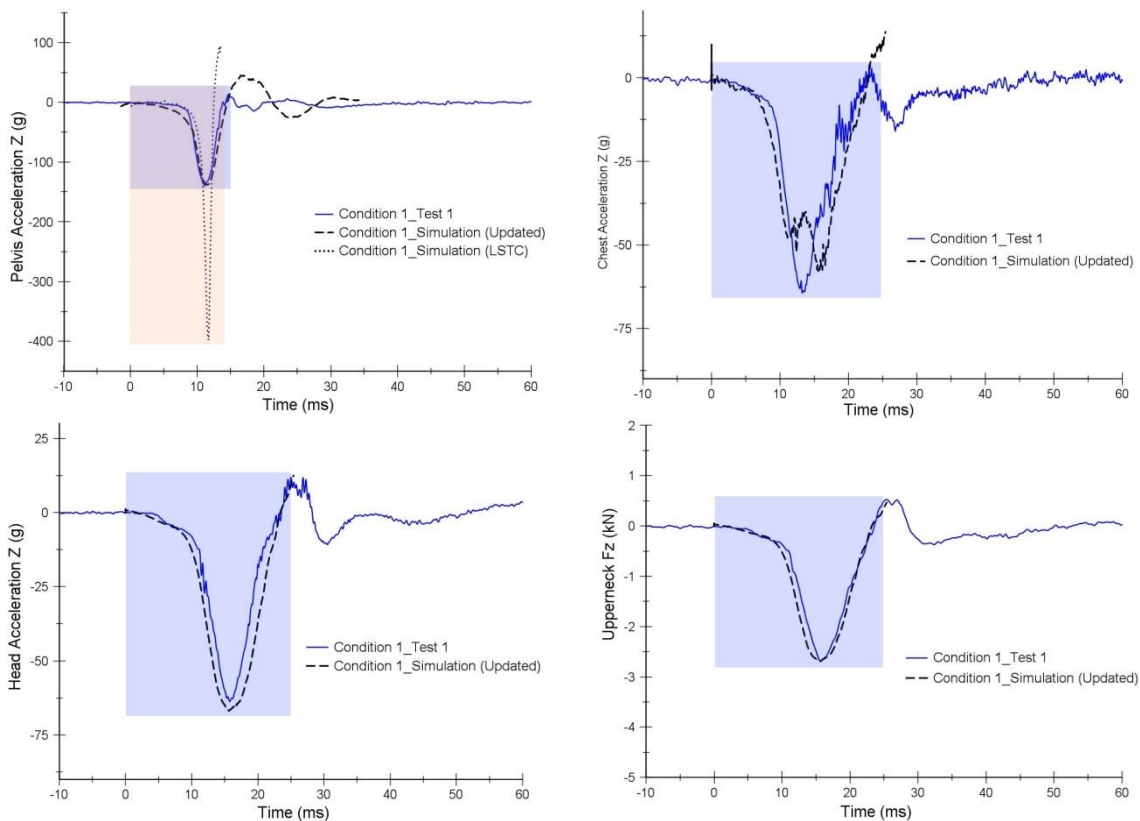 100
0
-100
-200
-300
-400
Pelvis Acceleration Z (g)
Condition 1_Test 1
Condition 1_Simulation (Updated)
Condition 1_Simulation (LSTC)
-10 0 10 20 30 40 50 60
Time (ms)
0
-25
-50
-75
Chest Acceleration Z (g)
Condition 1_Test 1
Condition 1_Simulation (Updated)
-10 0 10 20 30 40 50 60
Time (ms)
25
0
-25
-50
-75
Head Acceleration Z (g)
Condition 1_Test 1
Condition 1_Simulation (Updated)
-10 0 10 20 30 40 50 60
Time (ms)
2
1
0
-1
-2
-3
-4
-5
Upperneck Fz (kN)
Condition 1_Test 1
Condition 1_Simulation (Updated)
-10 0 10 20 30 40 50 60
Time (ms)